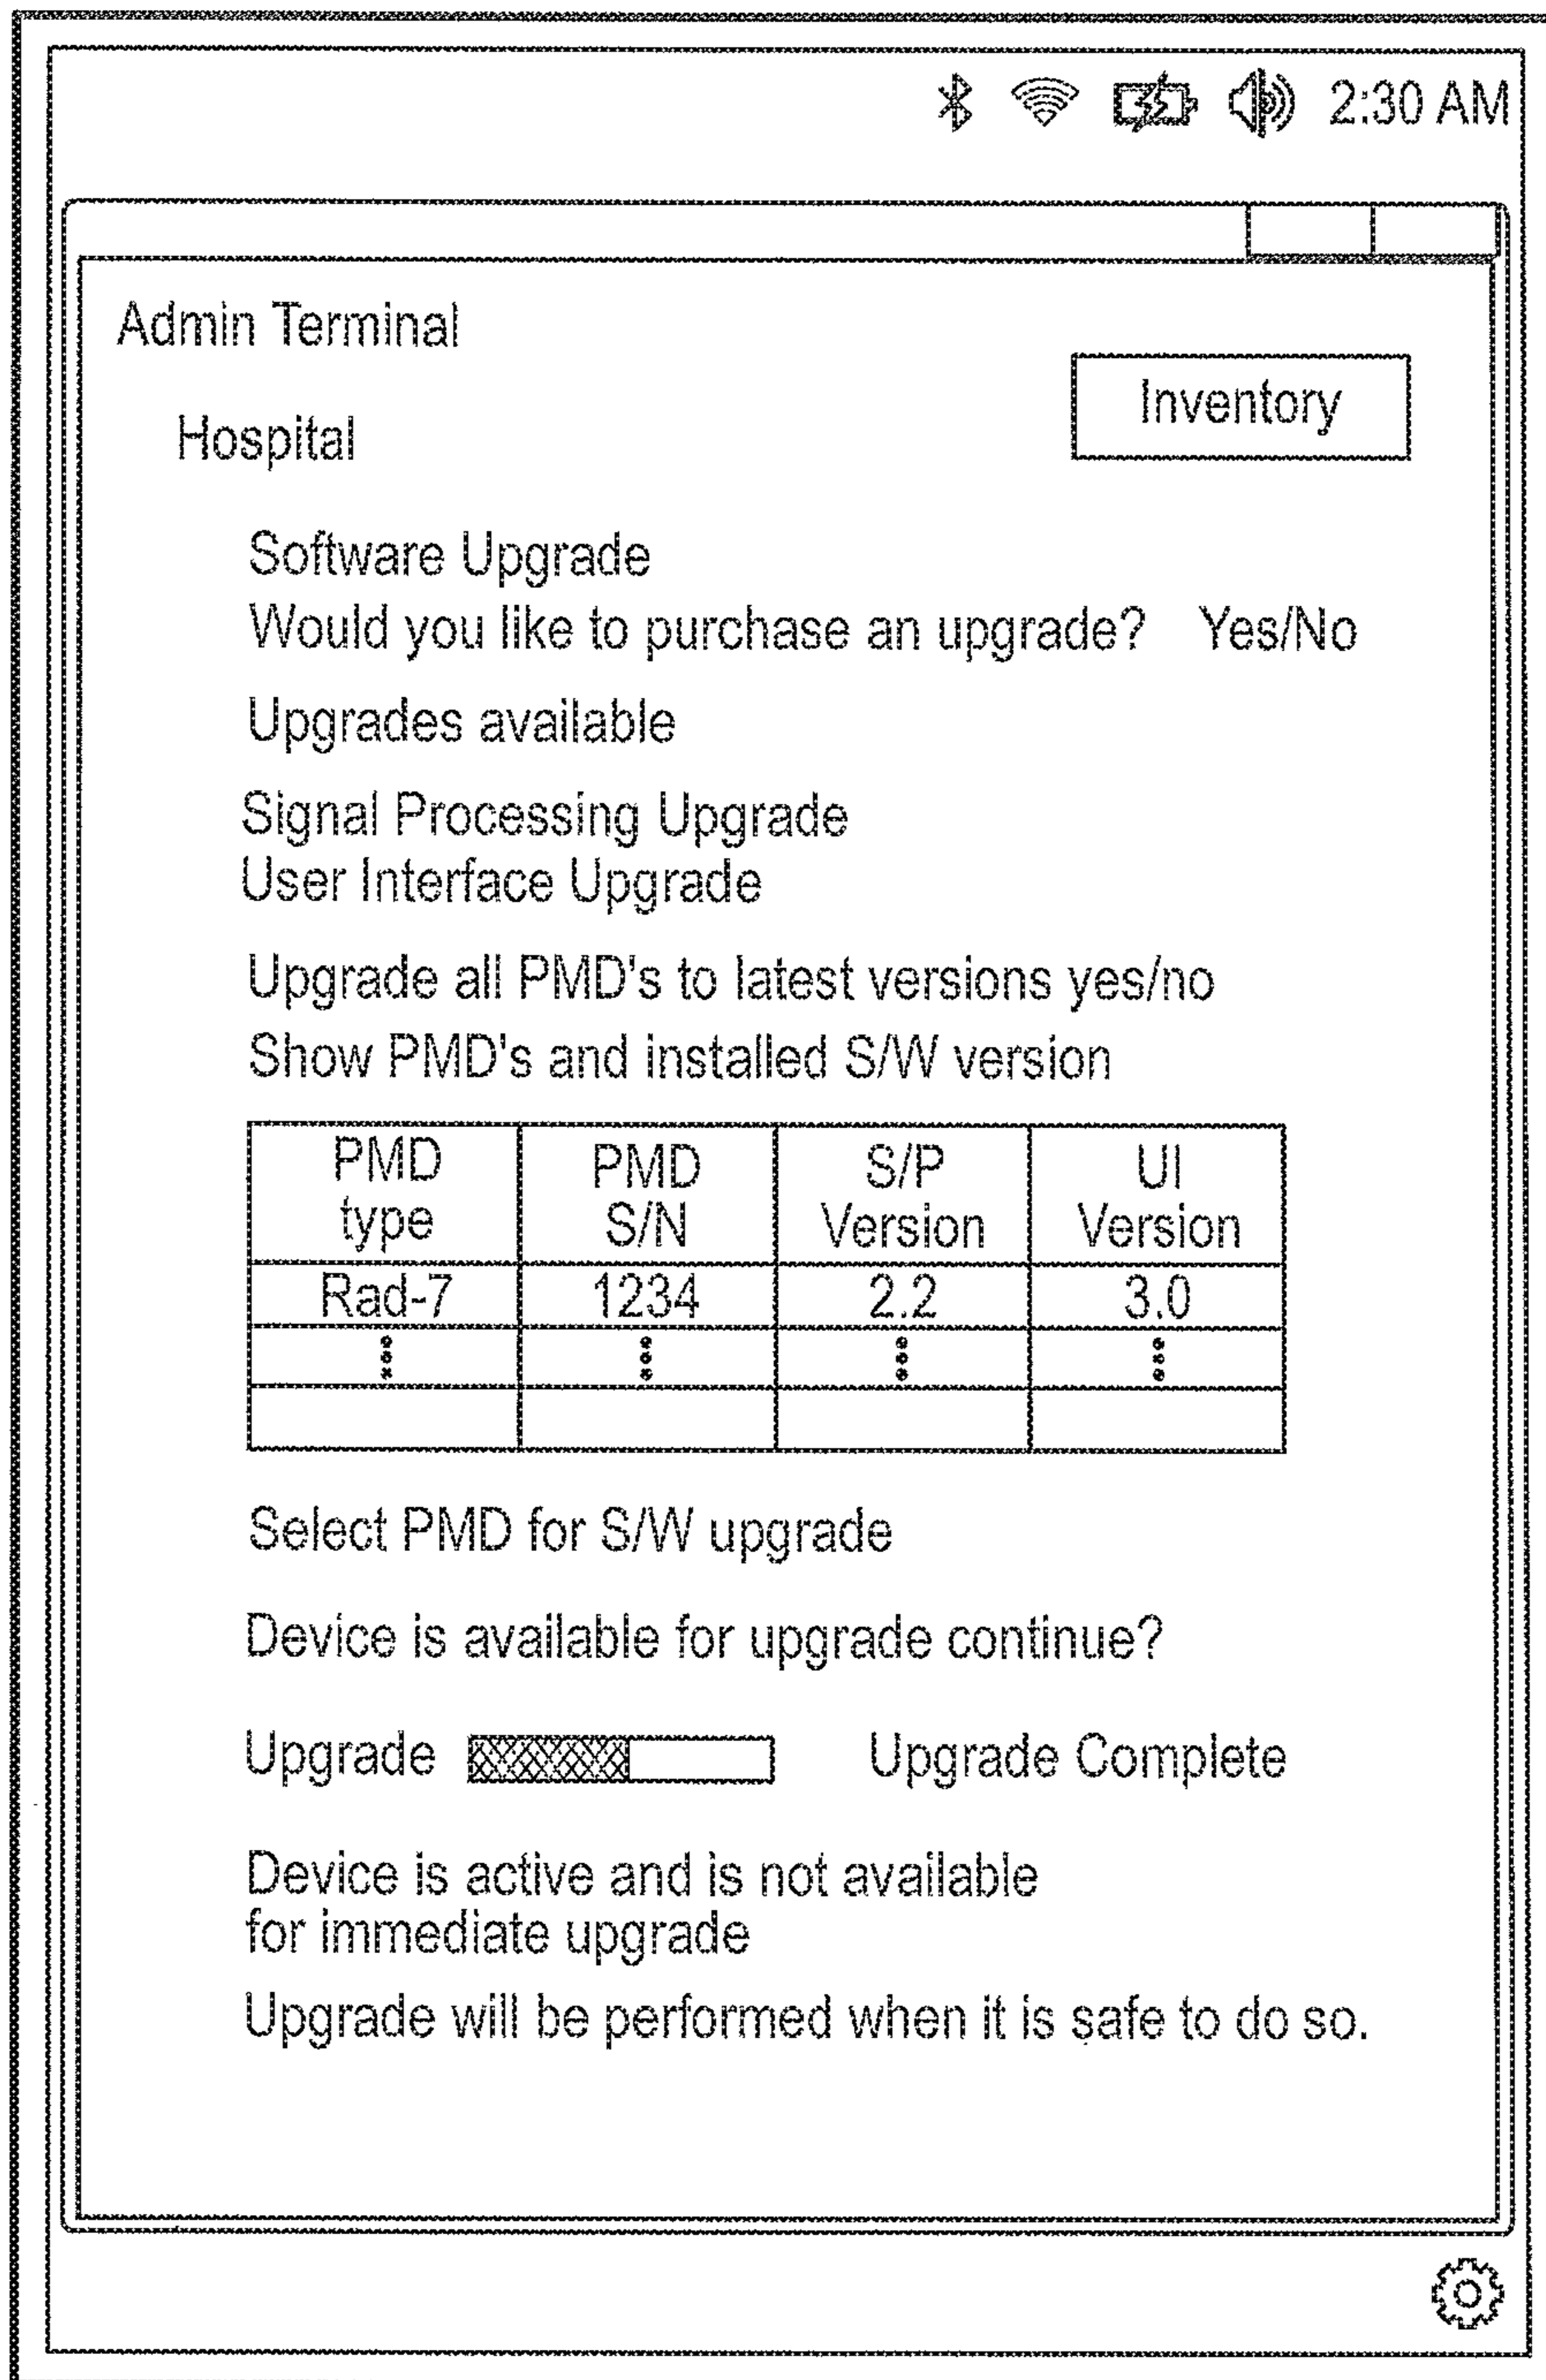 2:30 AM
Admin Terminal
Inventory
Hospital
Software Upgrade
Would you like to purchase an upgrade? Yes/No
Upgrades available
Signal Processing Upgrade
User Interface Upgrade
Upgrade all PMD's to latest versions yes/no
Show PMD's and installed S/W version
PMD type PMD S/N S/P Version UI Version
Rad-7 1234 2.2 3.0
Select PMD for S/W upgrade
Device is available for upgrade continue?
Upgrade Upgrade Complete
Device is active and is not available
for immediate upgrade
Upgrade will be performed when it is safe to do so.